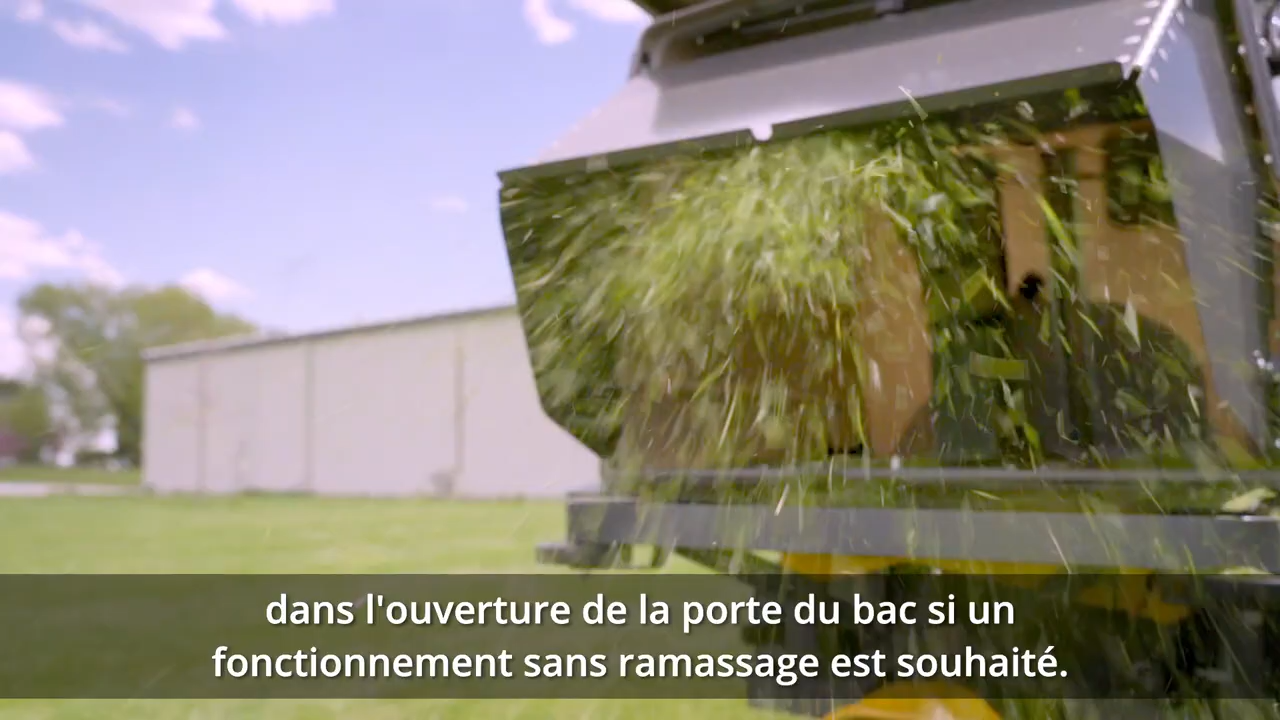 dans l'ouverture de la porte du bac si un
fonctionnement sans ramassage est souhaité.